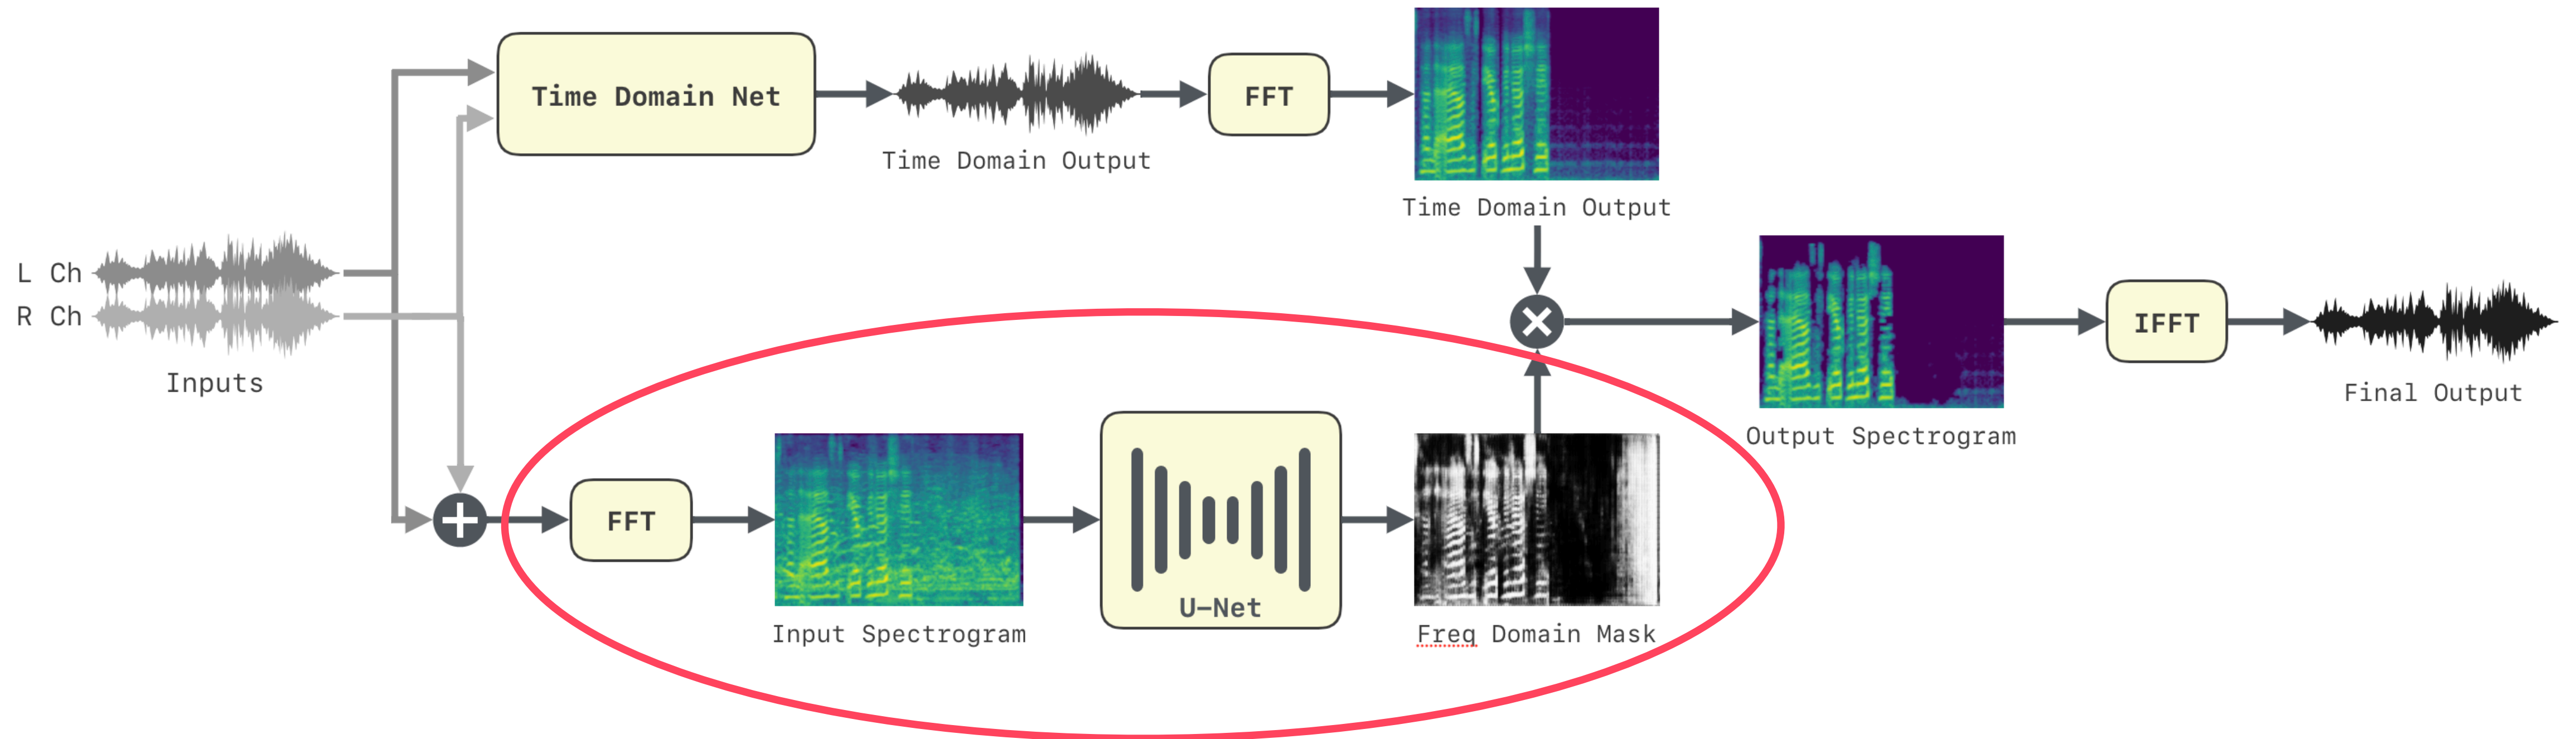 Time Domain Net
FFT
Time Domain Output
Time Domain Output
L Ch
R Ch
Inputs
IFFT
Final Output
Output Spectrogram
FFT
U-Net
Input Spectrogram
Freq Domain Mask